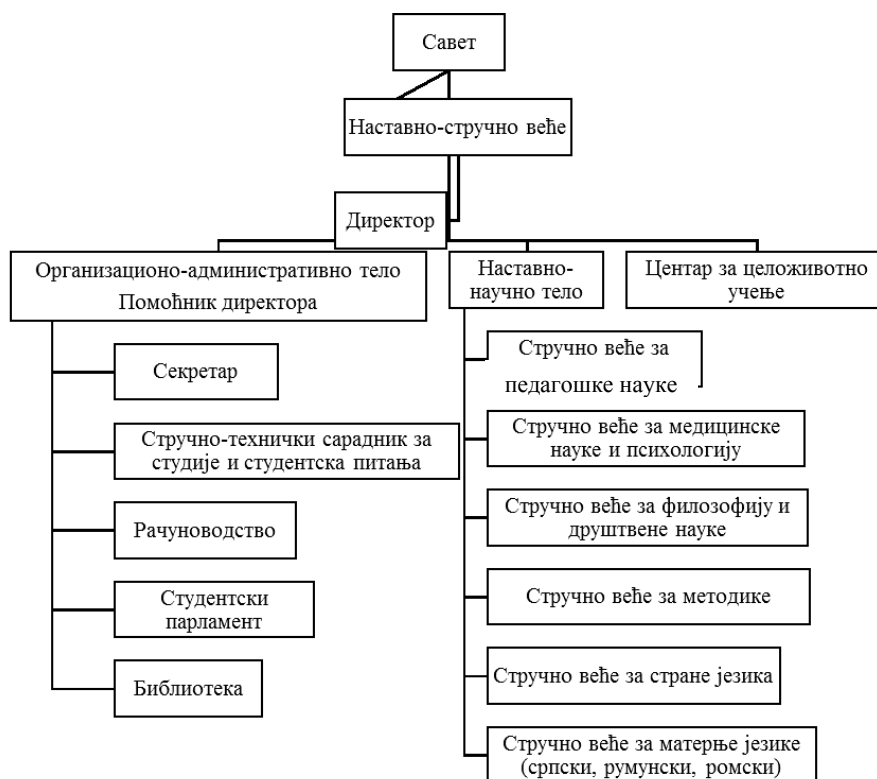 Савет
Наставно-стручно веће
Директор
Организационо-административно тело
Помоћник директора
Наставно-
научно тело
Центар за целоживотно
учење
Секретар
Стручно-технички сарадник за
студије и студентска питања
Рачуноводство
Студентски
парламент
Библиотека
Стручно веће за
педагошке науке
Стручно веће за медицинске
науке и психологију
Стручно веће за филозофију и
друштвене науке
Стручно веће за методике
Стручно веће за стране језика
Стручно веће за матерње језике
(српски, румунски, ромски)